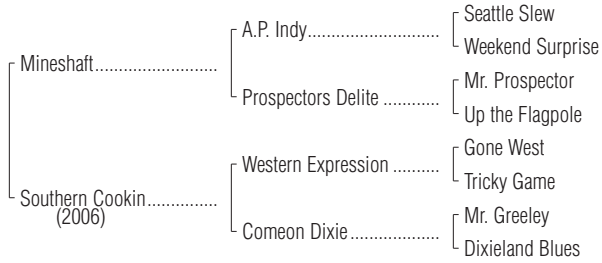 Seattle Slew
A.P. Indy..............................
Weekend Surprise
Mineshaft............................
Mr. Prospector
Prospectors Delite .............
Up the Flagpole
Gone West
Western Expression ...........
Tricky Game
Southern Cookin................
(2006)
Mr. Greeley
Comeon Dixie.....................
Dixieland Blues